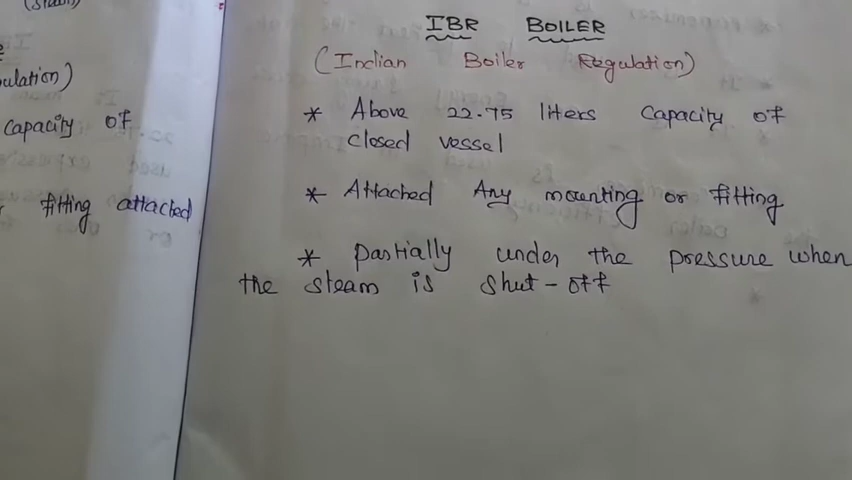 (Steam)
ulation)
capacity of
fitting attached
IBR BOILER
(Indian Boiler Regulation)
* Above 22.75 liters capacity of
closed vessel
* Attached Any mounting or fitting
* partially under the pressure when
the steam is shut-off